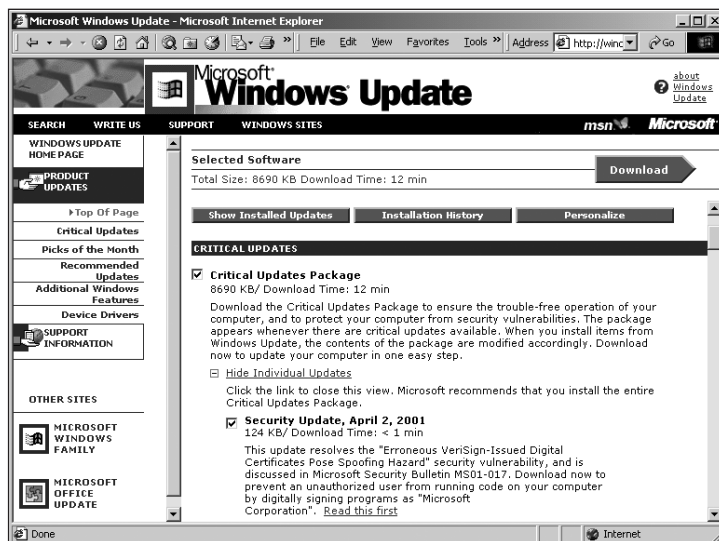 Microsoft Windows Update - Microsoft Internet Explorer
File Edit View Favorites Tools » Address http://winc Go
Microsoft
Windows Update
about
Windows
Update
SEARCH WRITE US SUPPORT WINDOWS SITES msn Microsoft
WINDOWS UPDATE
HOME PAGE
PRODUCT
UPDATES
Top Of Page
Critical Updates
Picks of the Month
Recommended
Updates
Additional Windows
Features
Device Drivers
SUPPORT
INFORMATION
OTHER SITES
MICROSOFT
WINDOWS
FAMILY
MICROSOFT
OFFICE
UPDATE
Selected Software
Total Size: 8690 KB Download Time: 12 min
Download
Show Installed Updates Installation History Personalize
CRITICAL UPDATES
Critical Updates Package
8690 KB/ Download Time: 12 min
Download the Critical Updates Package to ensure the trouble-free operation of your
computer, and to protect your computer from security vulnerabilities. The package
appears whenever there are critical updates available. When you install items from
Windows Update, the contents of the package are modified accordingly. Download
now to update your computer in one easy step.
Hide Individual Updates
Click the link to close this view. Microsoft recommends that you install the entire
Critical Updates Package.
Security Update, April 2, 2001
124 KB/ Download Time: < 1 min
This update resolves the "Erroneous VeriSign-Issued Digital
Certificates Pose Spoofing Hazard" security vulnerability, and is
discussed in Microsoft Security Bulletin MS01-017. Download now to
prevent an unauthorized user from running code on your computer
by digitally signing programs as "Microsoft
Corporation". Read this first
Done Internet